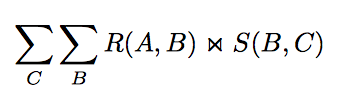 ∑_C ∑_B R(A, B) ⋈ S(B, C)